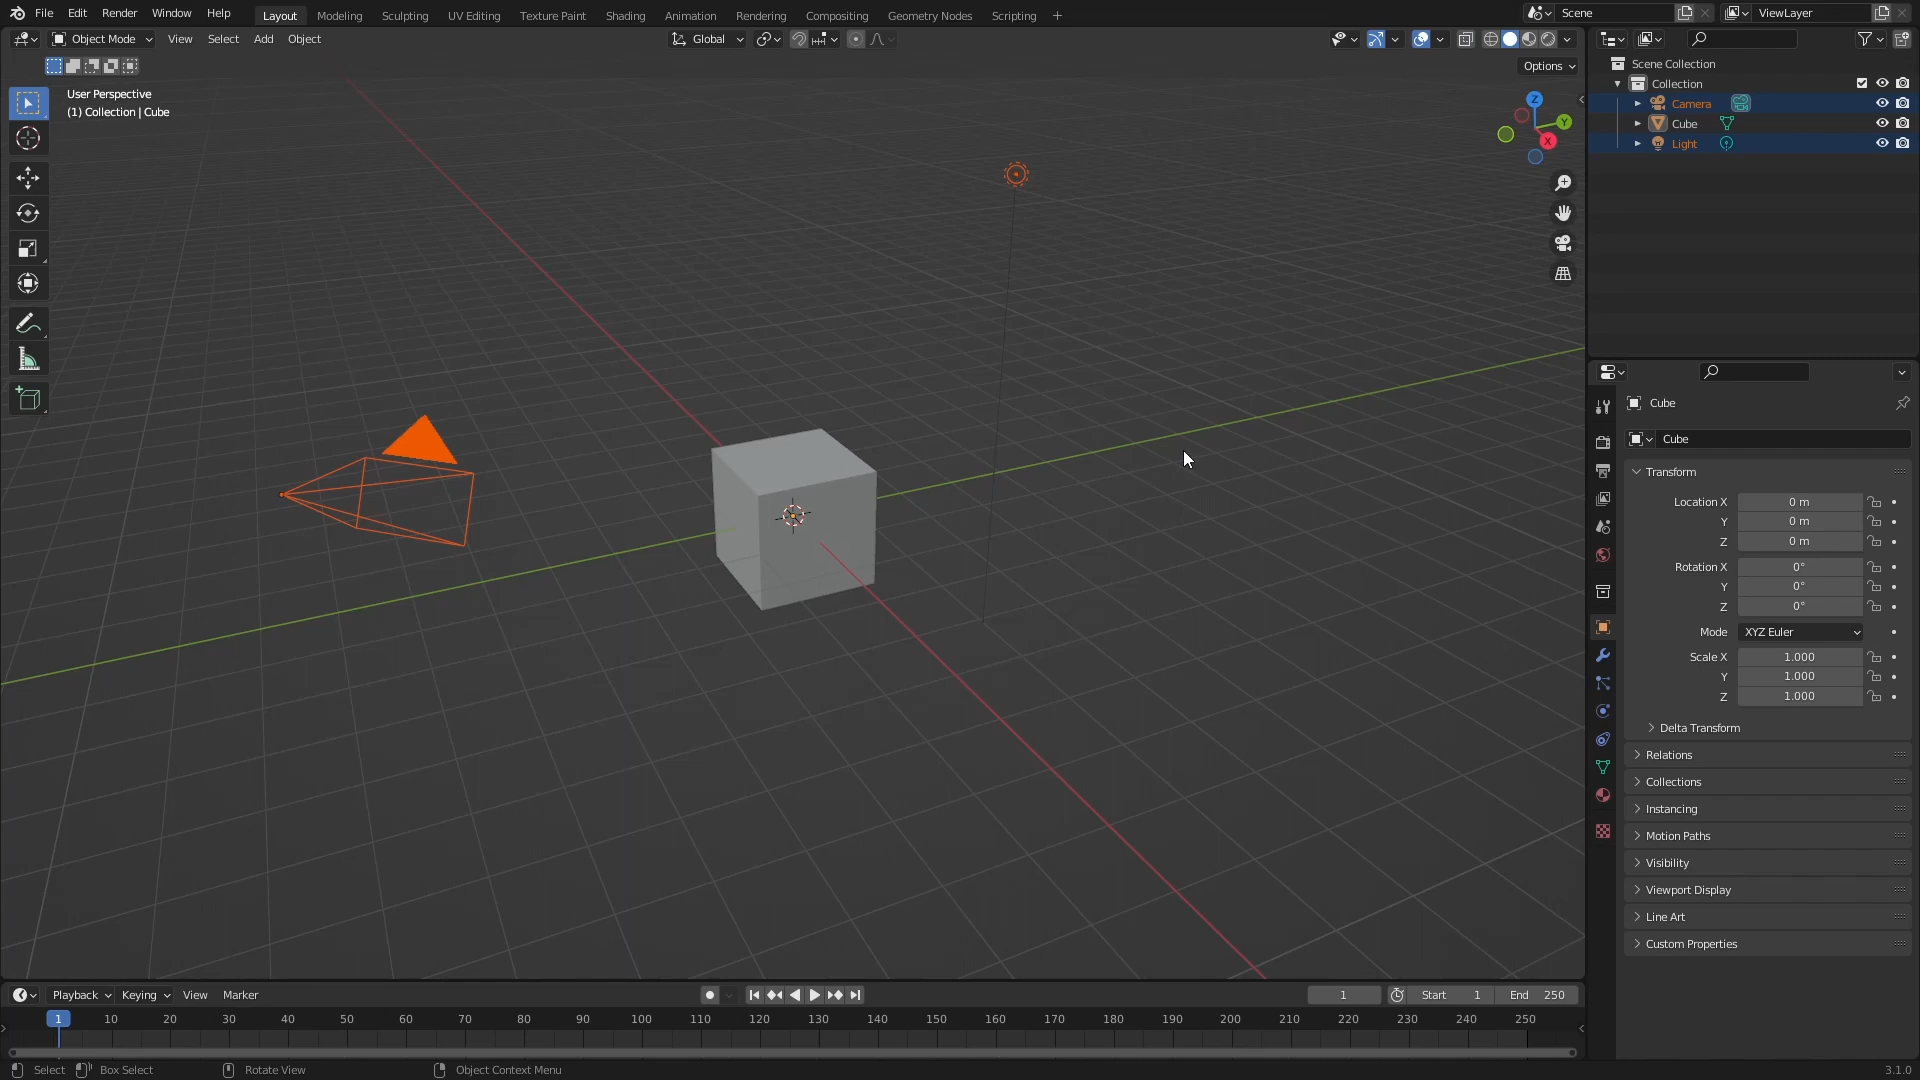 File Edit Render Window Help Layout Modeling Sculpting UV Editing Texture Paint Shading Animation Rendering Compositing Geometry Nodes Scripting + Scene ViewLayer
Object Mode View Select Add Object Global
Options
User Perspective
(1) Collection | Cube
Z
Y
X
Scene Collection
Collection
Camera
Cube
Light
Cube
Cube
Transform
Location X 0 m
Y 0 m
Z 0 m
Rotation X 0°
Y 0°
Z 0°
Mode XYZ Euler
Scale X 1.000
Y 1.000
Z 1.000
Delta Transform
Relations
Collections
Instancing
Motion Paths
Visibility
Viewport Display
Line Art
Custom Properties
Playback Keying View Marker 1 Start 1 End 250
1 10 20 30 40 50 60 70 80 90 100 110 120 130 140 150 160 170 180 190 200 210 220 230 240 250
Select Box Select Rotate View Object Context Menu 3.1.0